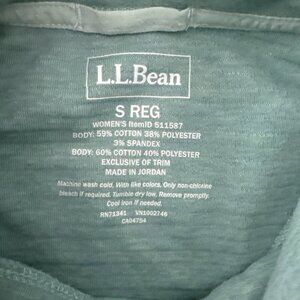 L.L.Bean
S REG
WOMEN'S ItemID 511587
BODY: 59% COTTON 38% POLYESTER
3% SPANDEX
BODY: 60% COTTON 40% POLYESTER
EXCLUSIVE OF TRIM
MADE IN JORDAN
Machine wash cold. With like colors. Only non-chlorine
bleach if required. Tumble dry low. Remove promptly.
Cool iron if needed.
RN71341 VN1002746
CA04754